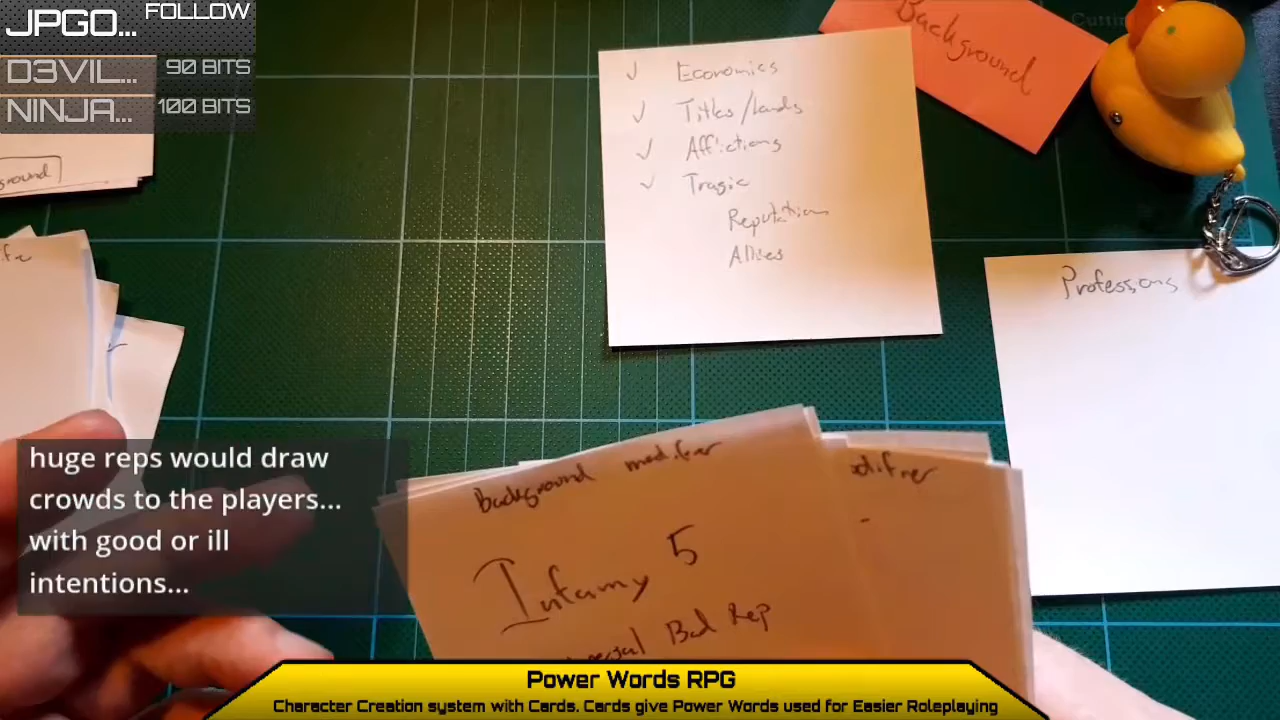 JPGO... FOLLOW
D3VIL... 90 BITS
NINJA... 100 BITS
Background
✓ Economics
✓ Titles/lands
✓ Afflictions
✓ Tragic
Reputation
Allies
Professions
huge reps would draw
crowds to the players...
with good or ill
intentions...
Background modifier
Infamy 5
Bad Rep
Power Words RPG
Character Creation system with Cards. Cards give Power Words used for Easier Roleplaying